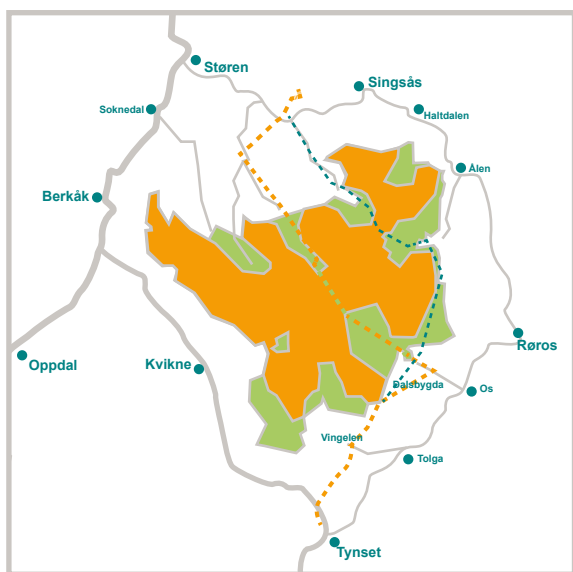 Støren
Singsås
Soknedal
Haltdalen
Ålen
Berkåk
Røros
Oppdal
Kvikne
Dalsbygda
Os
Vingelen
Tolga
Tynset